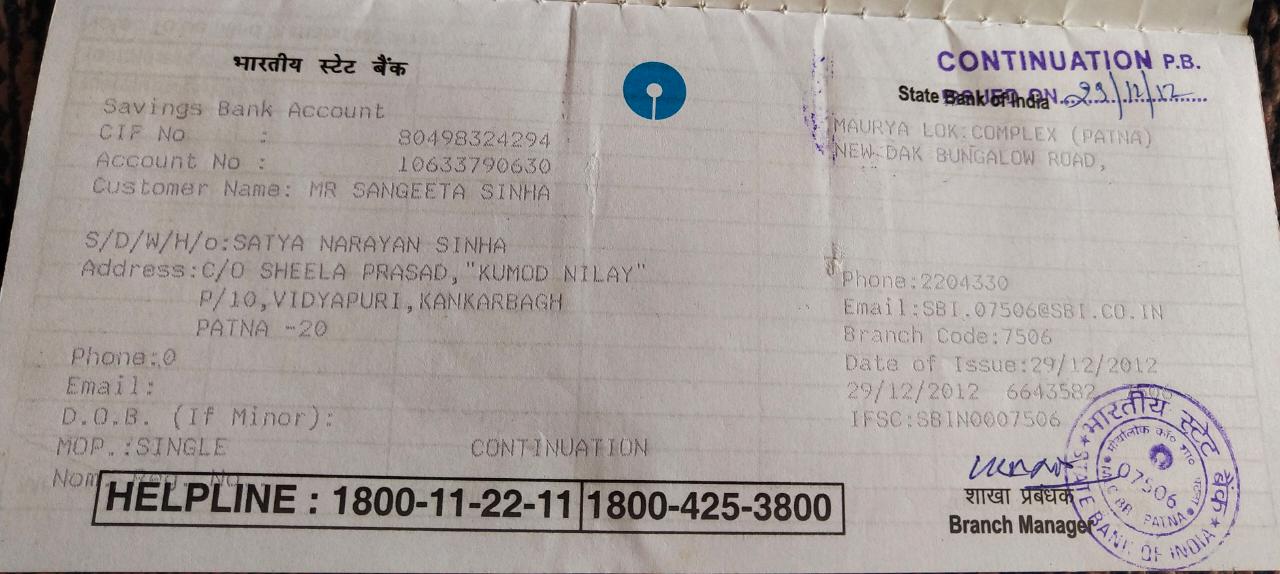 भारतीय स्टेट बैंक
Savings Bank Account
CIF No : 80498324294
Account No : 10633790630
Customer Name: MR SANGEETA SINHA
S/D/W/H/o:SATYA NARAYAN SINHA
Address:C/O SHEELA PRASAD,"KUMOD NILAY"
P/10,VIDYAPURI,KANKARBAGH
PATNA -20
Phone:0
Email:
D.O.B. (If Minor):
MOP.:SINGLE CONTINUATION
Nom. Reg. No
HELPLINE : 1800-11-22-11 1800-425-3800
CONTINUATION P.B.
ISSUED ON
State Bank of India
MAURYA LOK COMPLEX (PATNA)
NEW DAK BUNGALOW ROAD,
Phone:2204330
Email:SBI.07506@SBI.CO.IN
Branch Code:7506
Date of Issue:29/12/2012
29/12/2012 6643582 7506
IFSC:SBIN0007506
शाखा प्रबंधक
Branch Manager
भारतीय स्टेट बैंक
07506
PATNA
STATE BANK OF INDIA